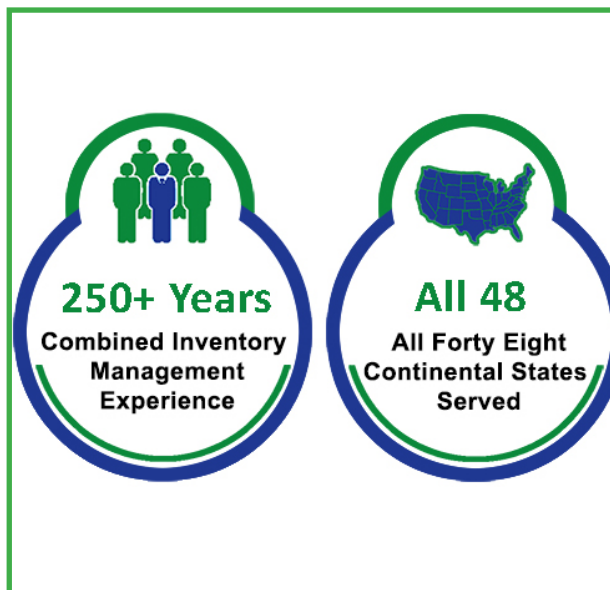 250+ Years
Combined Inventory
Management
Experience
All 48
All Forty Eight
Continental States
Served